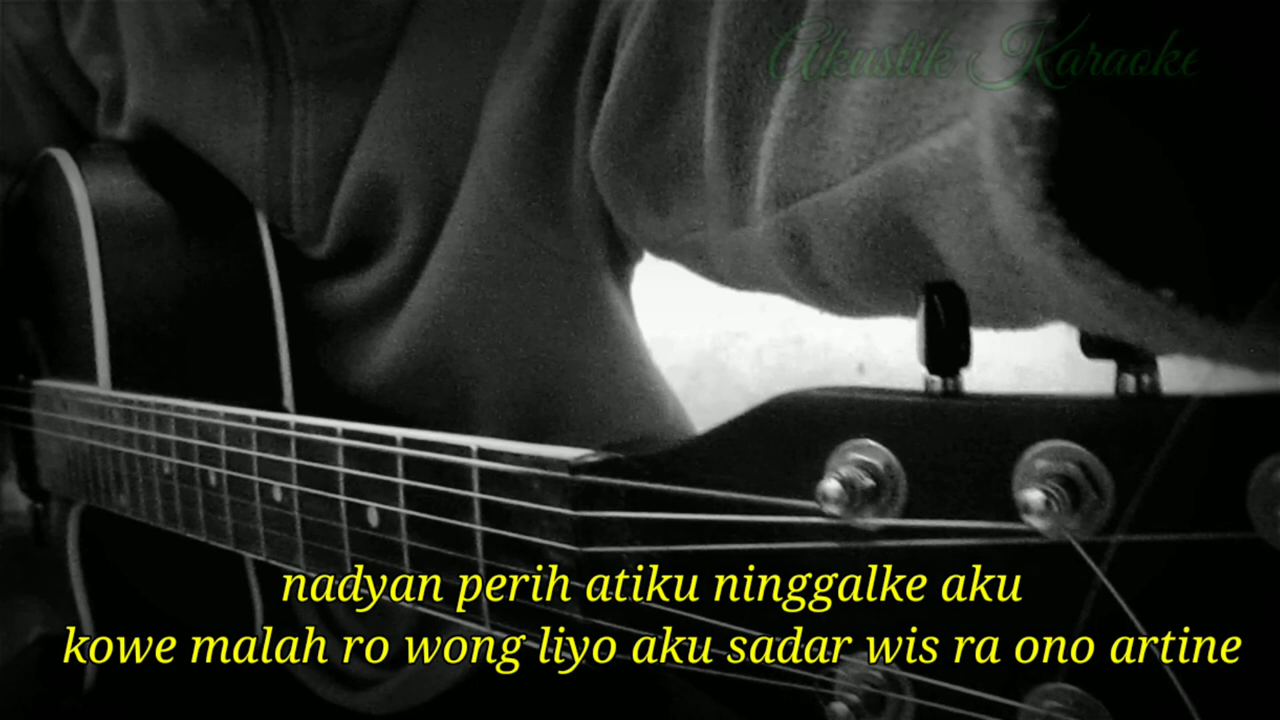 Akustik Karaoke
nadyan perih atiku ninggalke aku
kowe malah ro wong liyo aku sadar wis ra ono artine